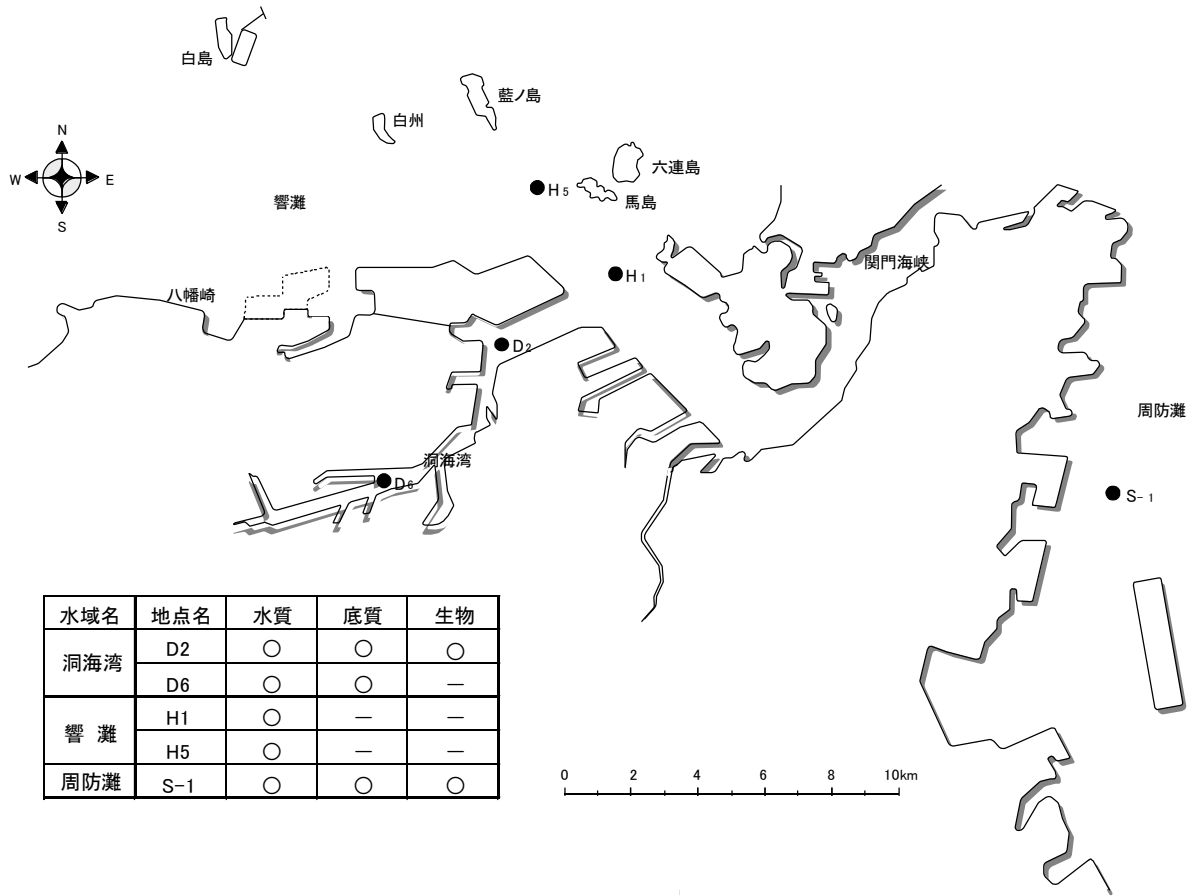 白島
藍ノ島
白州
N
W
E
S
六連島
H5
馬島
響灘
関門海峡
H1
八幡崎
D2
周防灘
洞海湾
D6
S-1
水域名 地点名 水質 底質 生物
洞海湾 D2 ○ ○ ○
D6 ○ ○ —
響 灘 H1 ○ — —
H5 ○ — —
周防灘 S-1 ○ ○ ○
0 2 4 6 8 10km